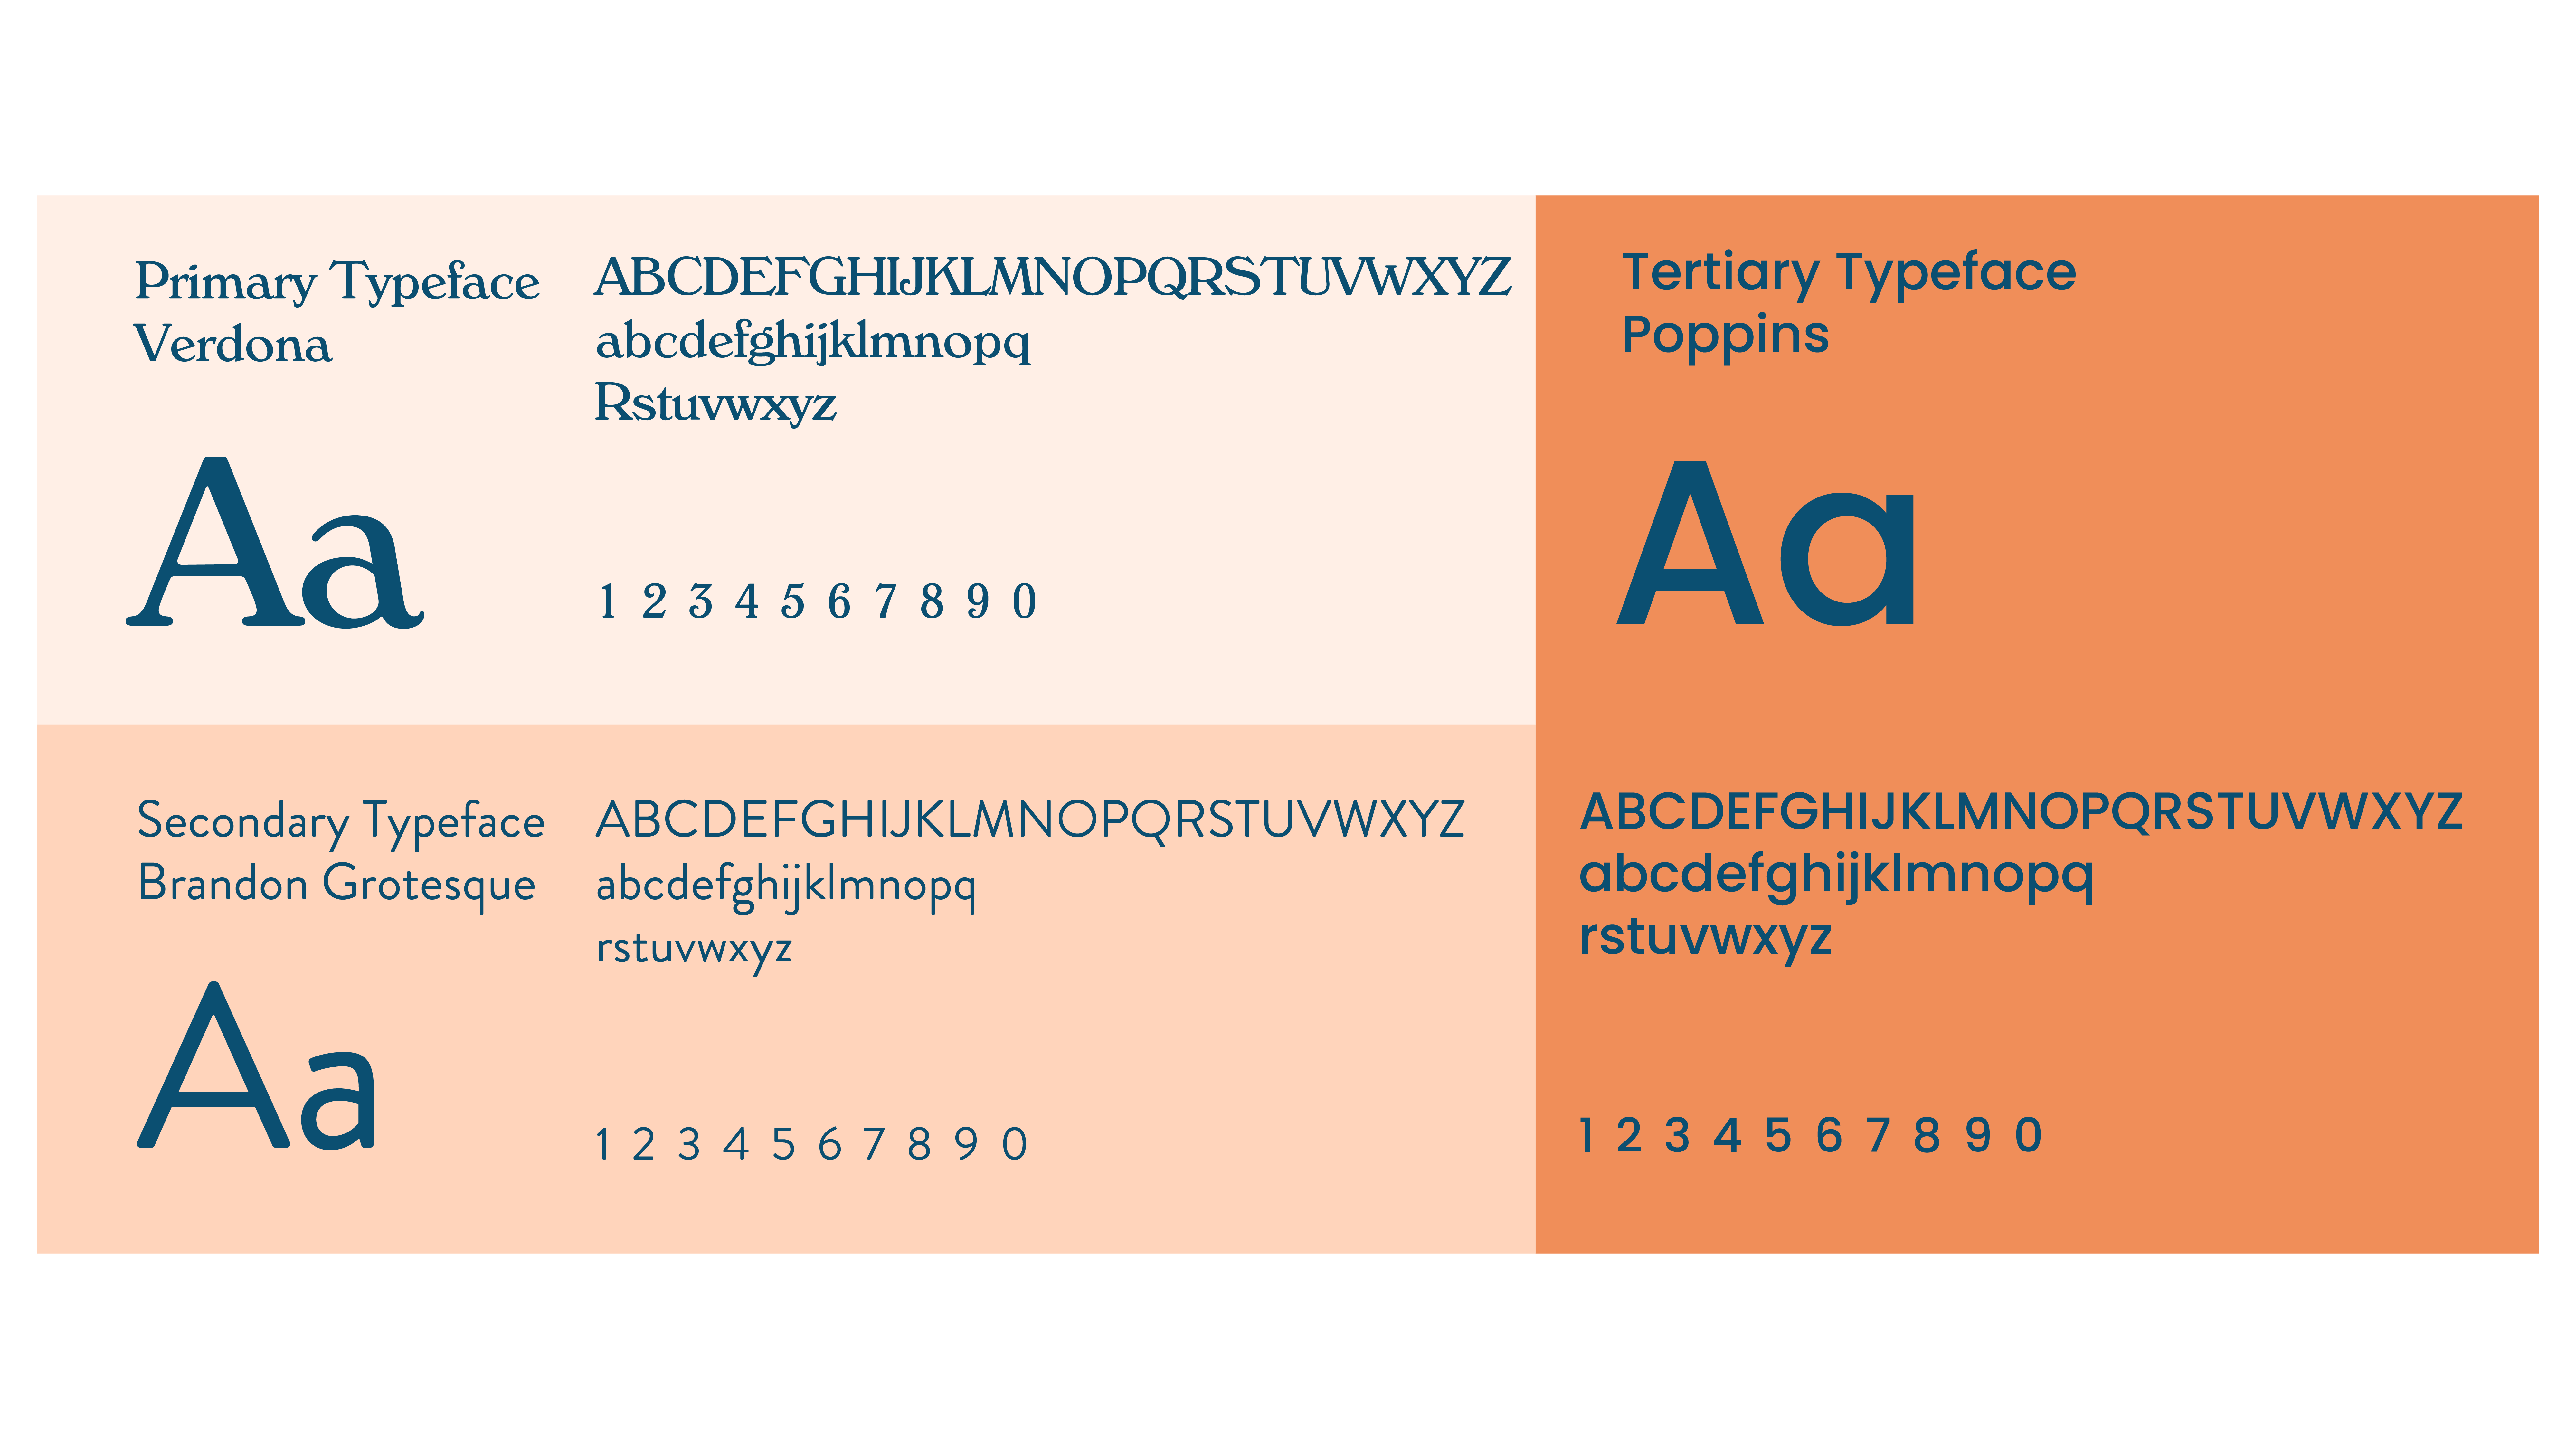 Primary Typeface
Verdona
Aa
ABCDEFGHIJKLMNOPQRSTUVWXYZ
abcdefghijklmnopq
Rstuvwxyz
1 2 3 4 5 6 7 8 9 0
Secondary Typeface
Brandon Grotesque
Aa
ABCDEFGHIJKLMNOPQRSTUVWXYZ
abcdefghijklmnopq
rstuvwxyz
1 2 3 4 5 6 7 8 9 0
Tertiary Typeface
Poppins
Aa
ABCDEFGHIJKLMNOPQRSTUVWXYZ
abcdefghijklmnopq
rstuvwxyz
1 2 3 4 5 6 7 8 9 0